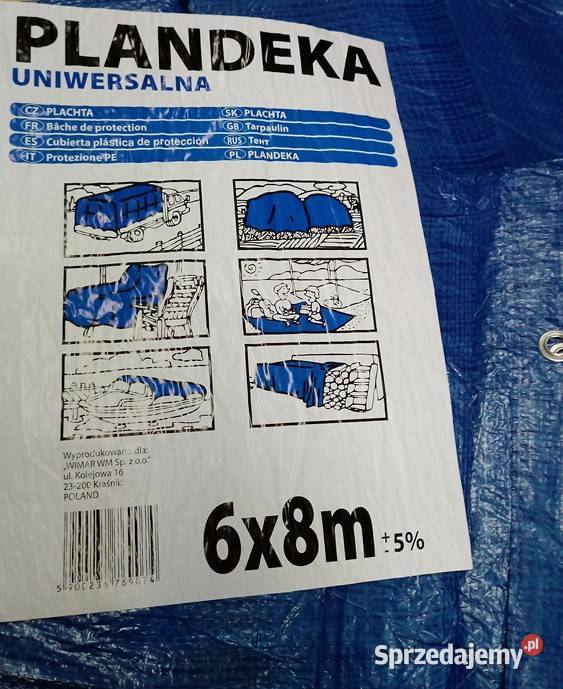 PLANDEKA
UNIWERSALNA
CZ PLACHTA
SK PLACHTA
FR Bâche de protection
GB Tarpaulin
ES Cubierta plástica de protección
RUS Тент
IT Protezione PE
PL PLANDEKA
Wyprodukowano dla:
„WIMAR WM Sp. z o.o."
ul. Kolejowa 16
23-200 Kraśnik
POLAND
6x8m + - 5%
Sprzedajemy.pl